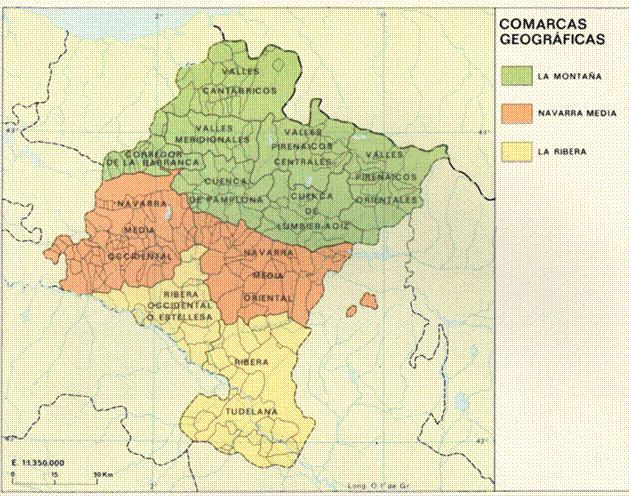 COMARCAS
GEOGRÁFICAS
LA MONTAÑA
NAVARRA MEDIA
LA RIBERA
2°
1°
43°
43°
VALLES
CANTÁBRICOS
VALLES
MERIDIONALES
VALLES
PIRENAICOS
CENTRALES
VALLES
PIRENAICOS
ORIENTALES
CORREDOR
DE LA BARRANCA
CUENCA
DE PAMPLONA
CUENCA
DE
LUMBIER-AOIZ
NAVARRA
MEDIA
OCCIDENTAL
NAVARRA
MEDIA
ORIENTAL
RIBERA
OCCIDENTAL
O ESTELLESA
RIBERA
TUDELANA
42°
E. 1:1.350.000
0 15 30 Km
2°
Long. O. 1° de Gr.